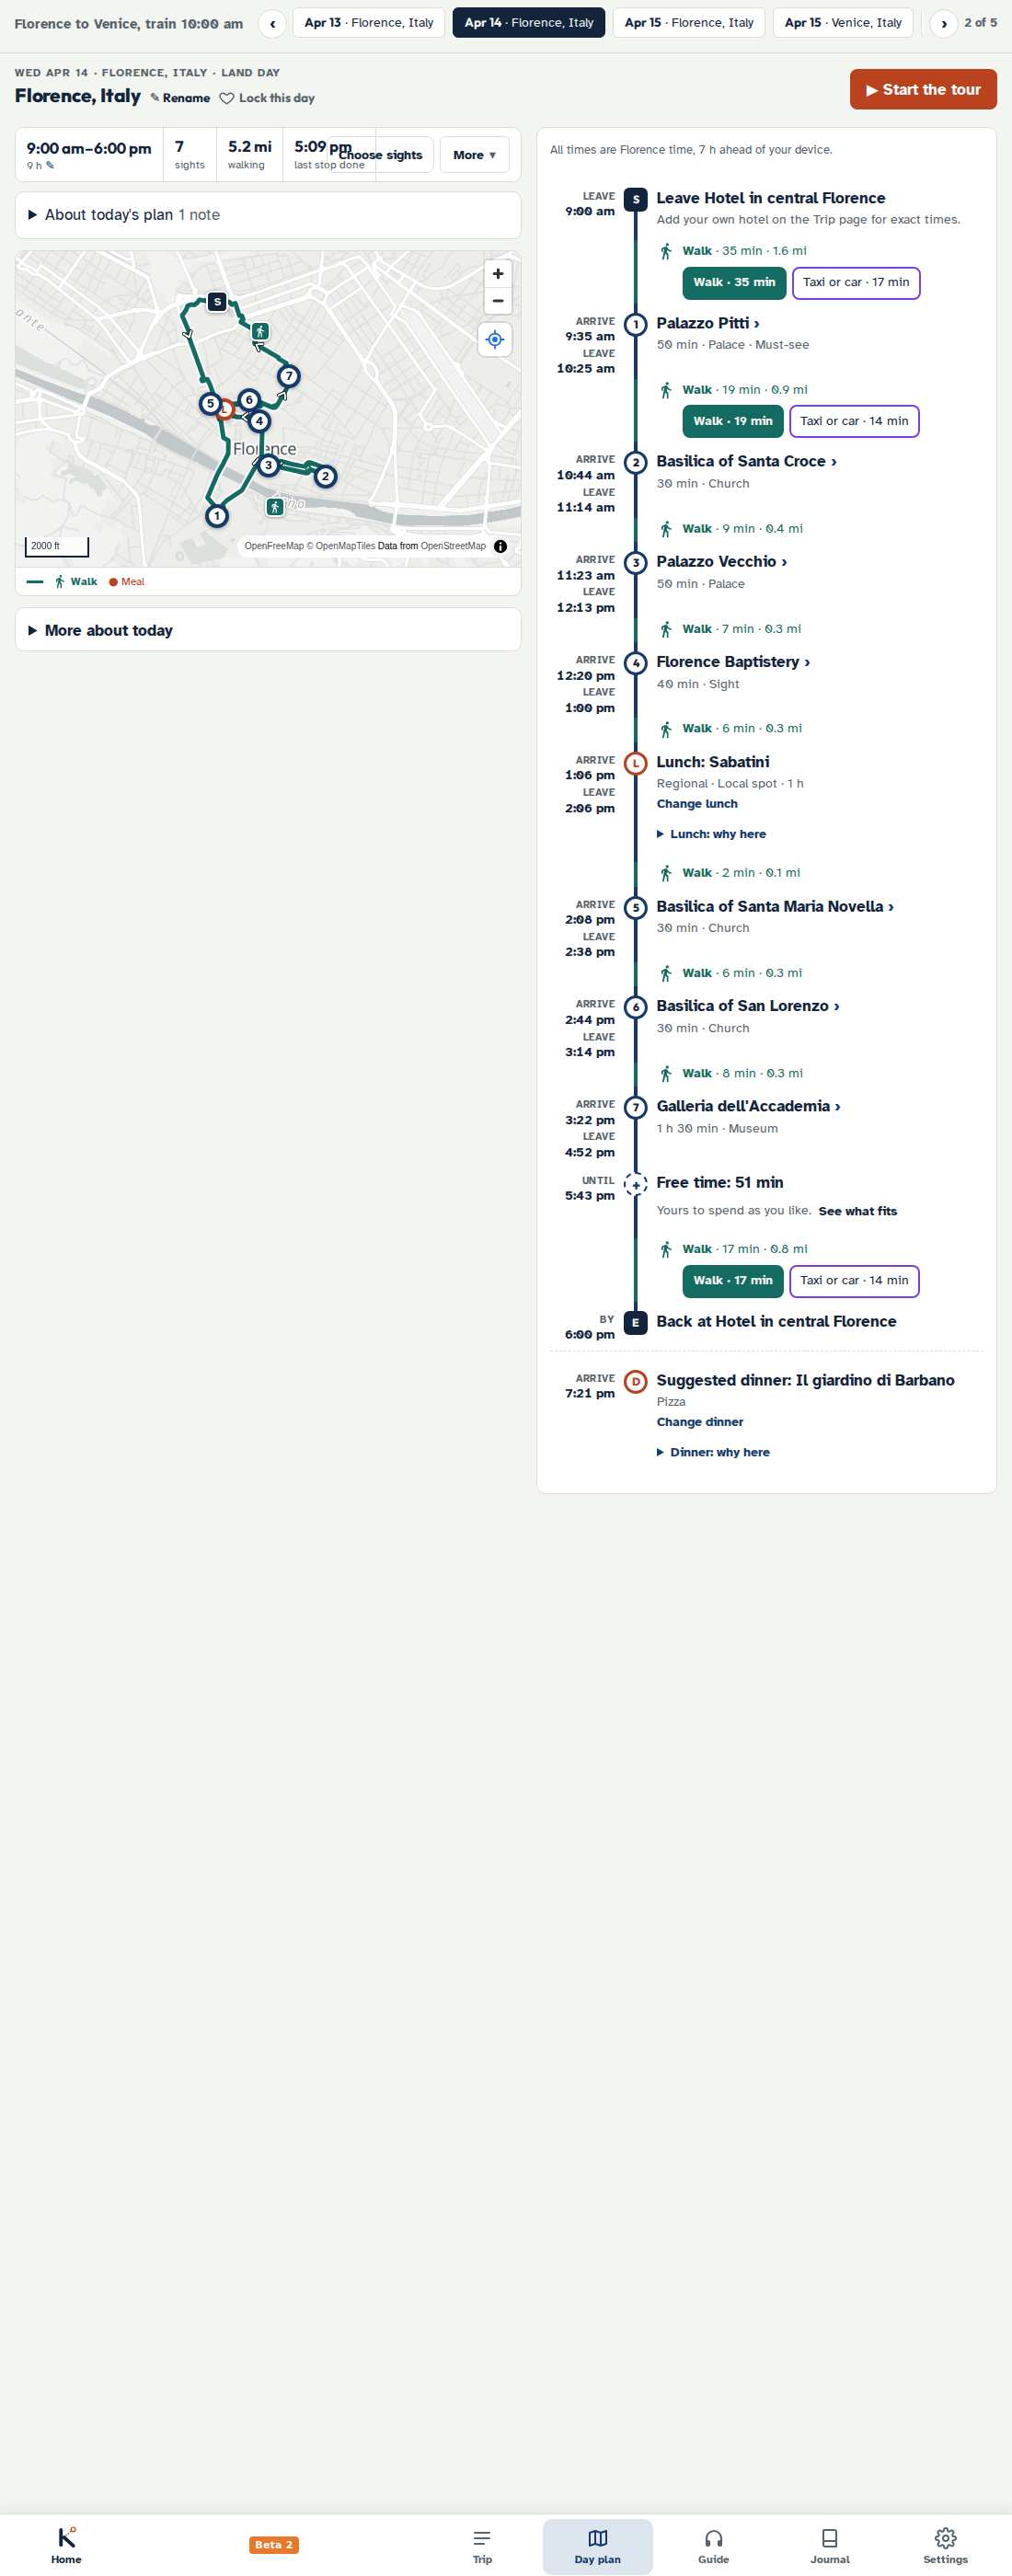 Florence to Venice, train 10:00 am
‹
Apr 13 · Florence, Italy
Apr 14 · Florence, Italy
Apr 15 · Florence, Italy
Apr 15 · Venice, Italy
›
2 of 5
WED APR 14 · FLORENCE, ITALY · LAND DAY
Florence, Italy ✎ Rename Lock this day
▶ Start the tour
9:00 am–6:00 pm
9 h ✎
7
sights
5.2 mi
walking
5:09 pm
last stop done
Choose sights
More ▾
▶ About today's plan 1 note
S
7
5
6
4
L
Florence
3
2
1
+
−
2000 ft
OpenFreeMap © OpenMapTiles Data from OpenStreetMap
Walk
Meal
▶ More about today
All times are Florence time, 7 h ahead of your device.
LEAVE
9:00 am
S
Leave Hotel in central Florence
Add your own hotel on the Trip page for exact times.
Walk · 35 min · 1.6 mi
Walk · 35 min
Taxi or car · 17 min
ARRIVE
9:35 am
LEAVE
10:25 am
1
Palazzo Pitti ›
50 min · Palace · Must-see
Walk · 19 min · 0.9 mi
Walk · 19 min
Taxi or car · 14 min
ARRIVE
10:44 am
LEAVE
11:14 am
2
Basilica of Santa Croce ›
30 min · Church
Walk · 9 min · 0.4 mi
ARRIVE
11:23 am
LEAVE
12:13 pm
3
Palazzo Vecchio ›
50 min · Palace
Walk · 7 min · 0.3 mi
ARRIVE
12:20 pm
LEAVE
1:00 pm
4
Florence Baptistery ›
40 min · Sight
Walk · 6 min · 0.3 mi
ARRIVE
1:06 pm
LEAVE
2:06 pm
L
Lunch: Sabatini
Regional · Local spot · 1 h
Change lunch
▶ Lunch: why here
Walk · 2 min · 0.1 mi
ARRIVE
2:08 pm
LEAVE
2:38 pm
5
Basilica of Santa Maria Novella ›
30 min · Church
Walk · 6 min · 0.3 mi
ARRIVE
2:44 pm
LEAVE
3:14 pm
6
Basilica of San Lorenzo ›
30 min · Church
Walk · 8 min · 0.3 mi
ARRIVE
3:22 pm
LEAVE
4:52 pm
7
Galleria dell'Accademia ›
1 h 30 min · Museum
UNTIL
5:43 pm
+
Free time: 51 min
Yours to spend as you like. See what fits
Walk · 17 min · 0.8 mi
Walk · 17 min
Taxi or car · 14 min
BY
6:00 pm
E
Back at Hotel in central Florence
ARRIVE
7:21 pm
D
Suggested dinner: Il giardino di Barbano
Pizza
Change dinner
▶ Dinner: why here
Home
Beta 2
Trip
Day plan
Guide
Journal
Settings